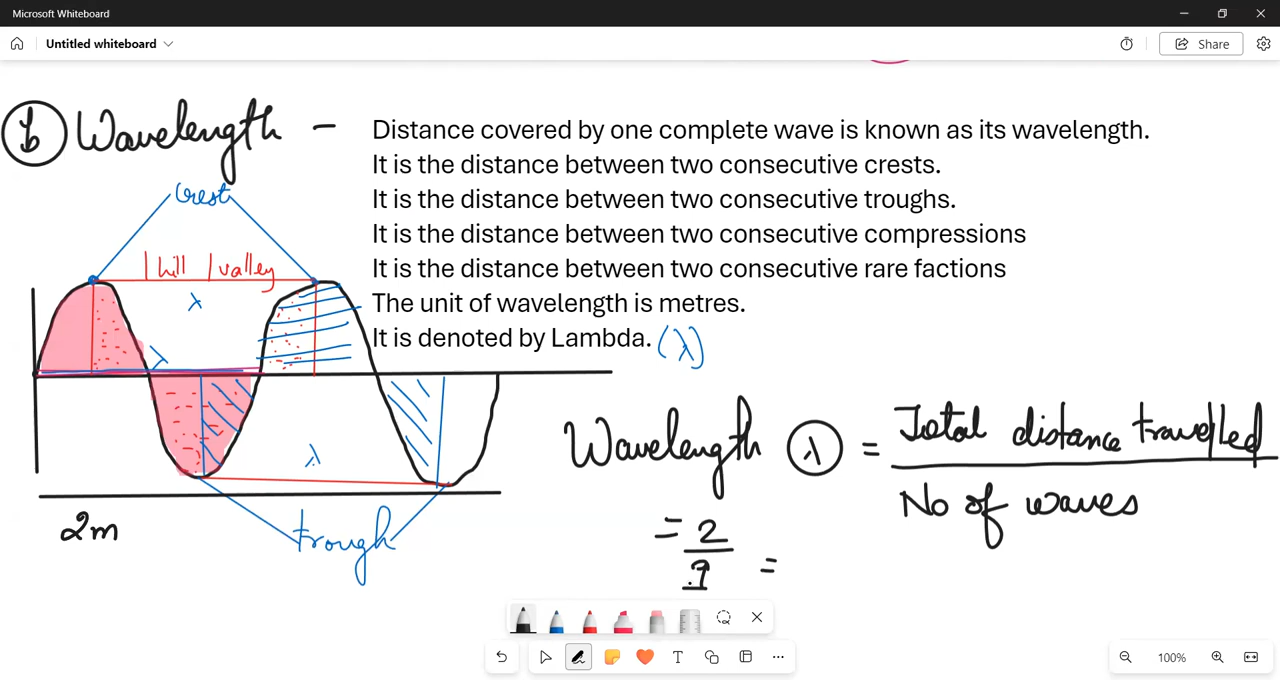 Microsoft Whiteboard
Untitled whiteboard
Share
b Wavelength -
Distance covered by one complete wave is known as its wavelength.
It is the distance between two consecutive crests.
It is the distance between two consecutive troughs.
It is the distance between two consecutive compressions
It is the distance between two consecutive rare factions
The unit of wavelength is metres.
It is denoted by Lambda. (λ)
Crest
1 hill 1 valley
λ
λ
λ
trough
2m
Wavelength λ = Total distance travelled
No of waves
= 2
=
T
100%